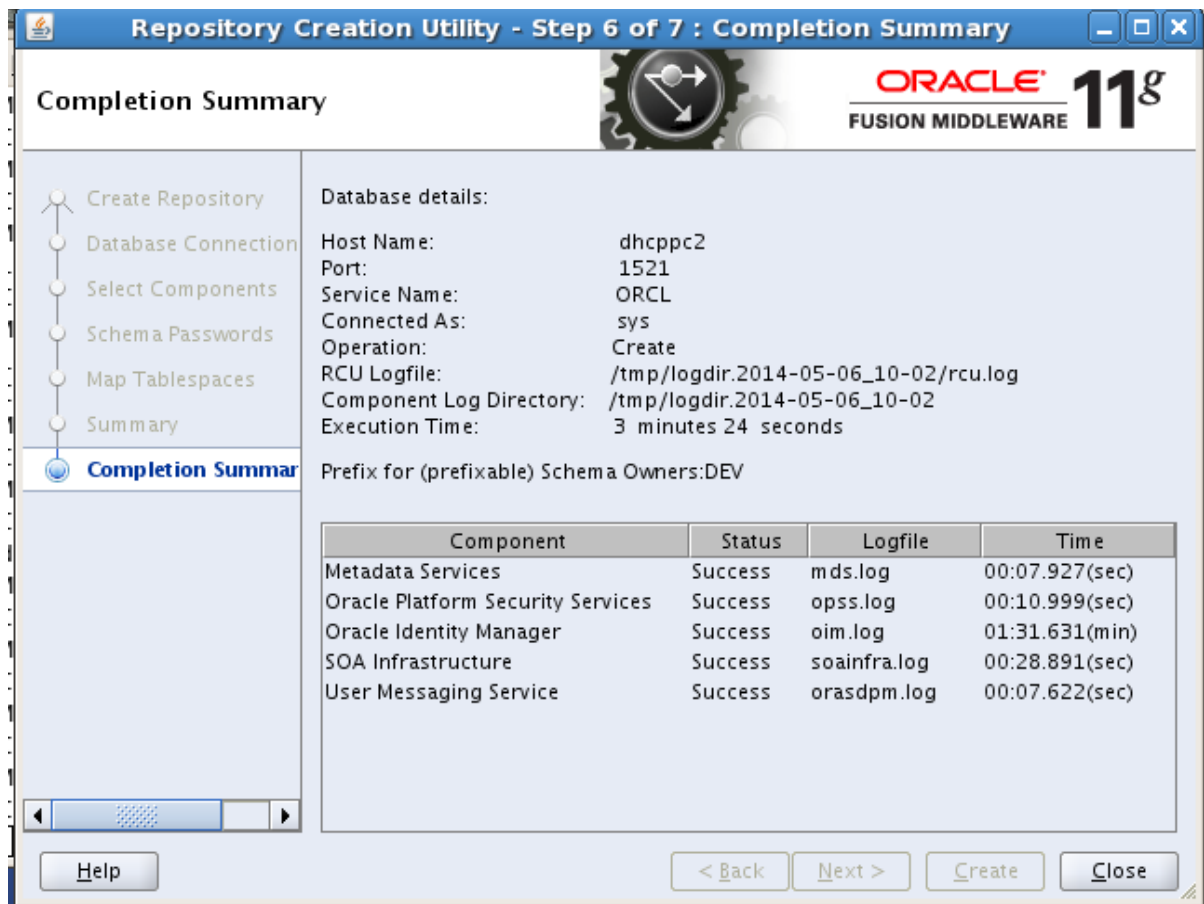 Repository Creation Utility - Step 6 of 7 : Completion Summary
Completion Summary
ORACLE
FUSION MIDDLEWARE
11g
Create Repository
Database Connection
Select Components
Schema Passwords
Map Tablespaces
Summary
Completion Summar
Database details:
Host Name: dhcppc2
Port: 1521
Service Name: ORCL
Connected As: sys
Operation: Create
RCU Logfile: /tmp/logdir.2014-05-06_10-02/rcu.log
Component Log Directory: /tmp/logdir.2014-05-06_10-02
Execution Time: 3 minutes 24 seconds
Prefix for (prefixable) Schema Owners:DEV
Component Status Logfile Time
Metadata Services Success mds.log 00:07.927(sec)
Oracle Platform Security Services Success opss.log 00:10.999(sec)
Oracle Identity Manager Success oim.log 01:31.631(min)
SOA Infrastructure Success soainfra.log 00:28.891(sec)
User Messaging Service Success orasdpm.log 00:07.622(sec)
Help < Back Next > Create Close